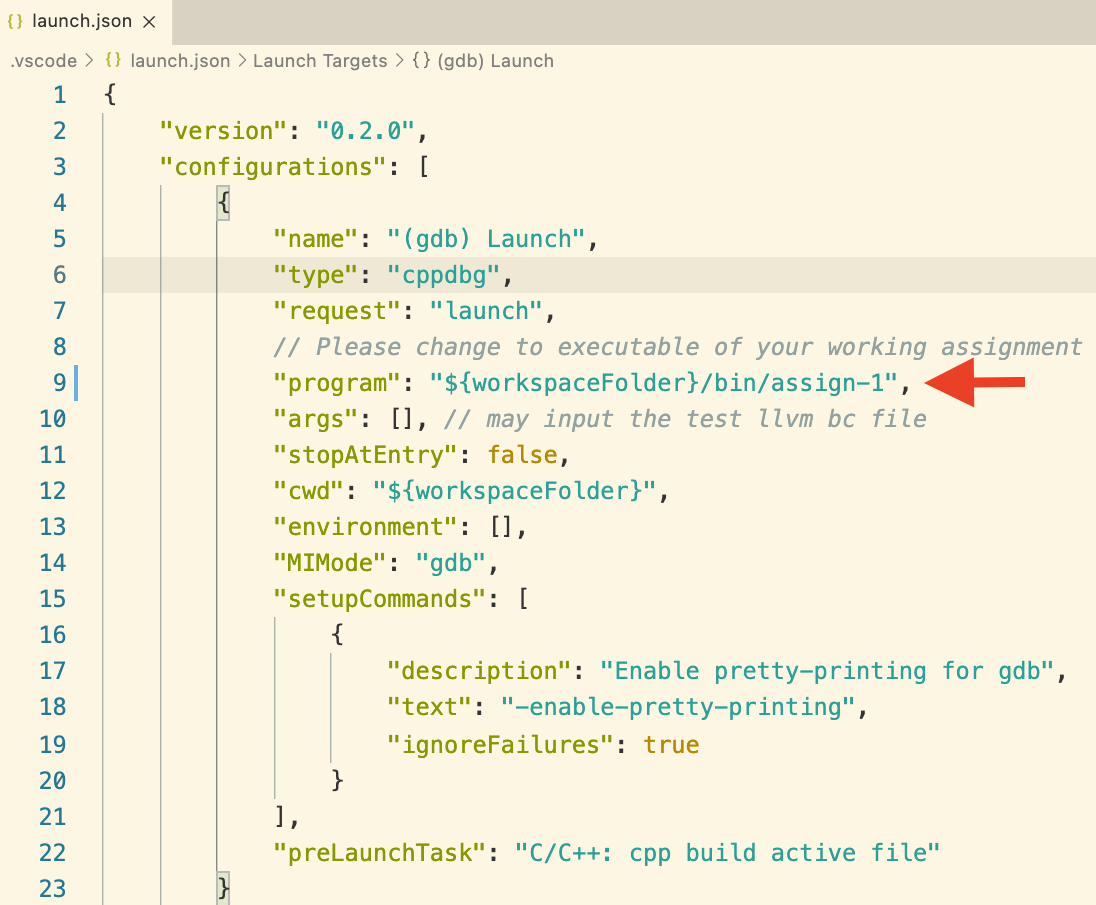 {} launch.json ×
.vscode > {} launch.json > Launch Targets > {} (gdb) Launch
1 {
2 "version": "0.2.0",
3 "configurations": [
4 {
5 "name": "(gdb) Launch",
6 "type": "cppdbg",
7 "request": "launch",
8 // Please change to executable of your working assignment
9 "program": "${workspaceFolder}/bin/assign-1",
10 "args": [], // may input the test llvm bc file
11 "stopAtEntry": false,
12 "cwd": "${workspaceFolder}",
13 "environment": [],
14 "MIMode": "gdb",
15 "setupCommands": [
16 {
17 "description": "Enable pretty-printing for gdb",
18 "text": "-enable-pretty-printing",
19 "ignoreFailures": true
20 }
21 ],
22 "preLaunchTask": "C/C++: cpp build active file"
23 }